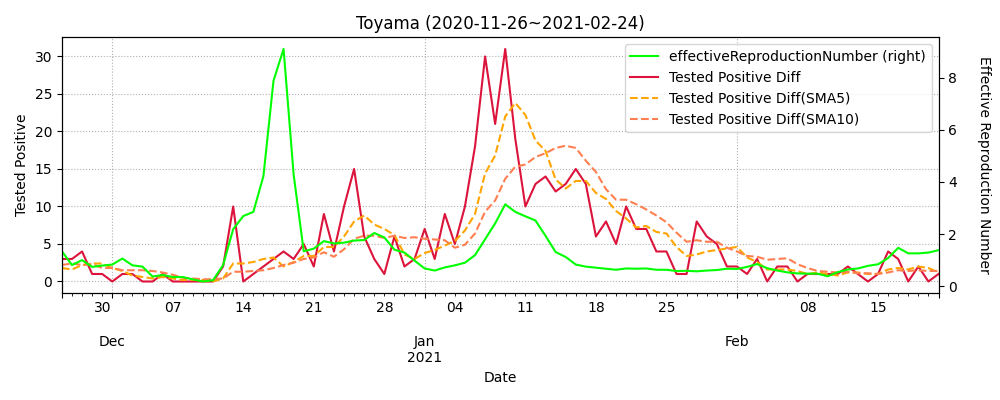 Toyama (2020-11-26~2021-02-24)
effectiveReproductionNumber (right)
Tested Positive Diff
Tested Positive Diff(SMA5)
Tested Positive Diff(SMA10)
Tested Positive
30
25
20
15
10
5
0
Effective Reproduction Number
8
6
4
2
0
30 07 14 21 28 04 11 18 25 08 15
Dec Jan Feb
2021
Date